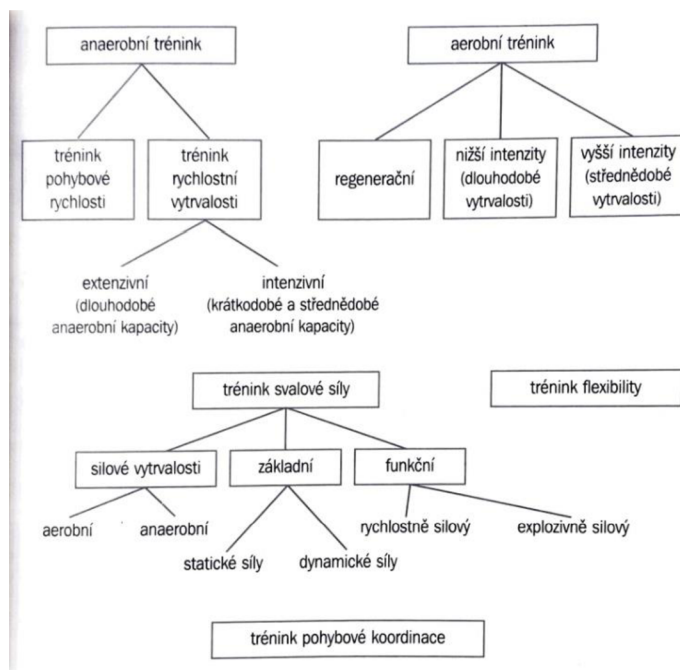 anaerobní trénink
aerobní trénink
trénink
pohybové
rychlosti
trénink
rychlostní
vytrvalosti
regenerační
nižší intenzity
(dlouhodobé
vytrvalosti)
vyšší intenzity
(střednědobé
vytrvalosti)
extenzivní
(dlouhodobé
anaerobní kapacity)
intenzivní
(krátkodobé a střednědobé
anaerobní kapacity)
trénink svalové síly
trénink flexibility
silové vytrvalosti
základní
funkční
aerobní
anaerobní
statické síly
dynamické síly
rychlostně silový
explozivně silový
trénink pohybové koordinace